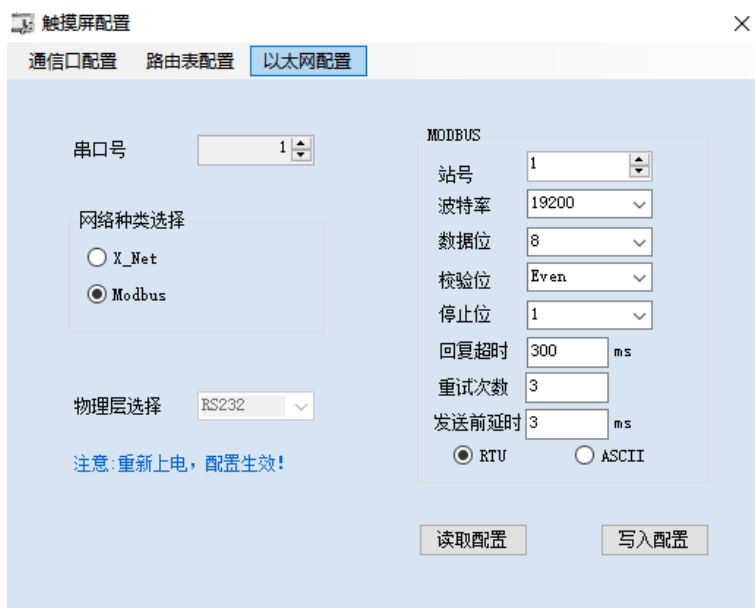 触摸屏配置
通信口配置 路由表配置 以太网配置
串口号 1
网络种类选择
X_Net
Modbus
物理层选择 RS232
注意:重新上电，配置生效!
MODBUS
站号 1
波特率 19200
数据位 8
校验位 Even
停止位 1
回复超时 300 ms
重试次数 3
发送前延时 3 ms
RTU ASCII
读取配置 写入配置